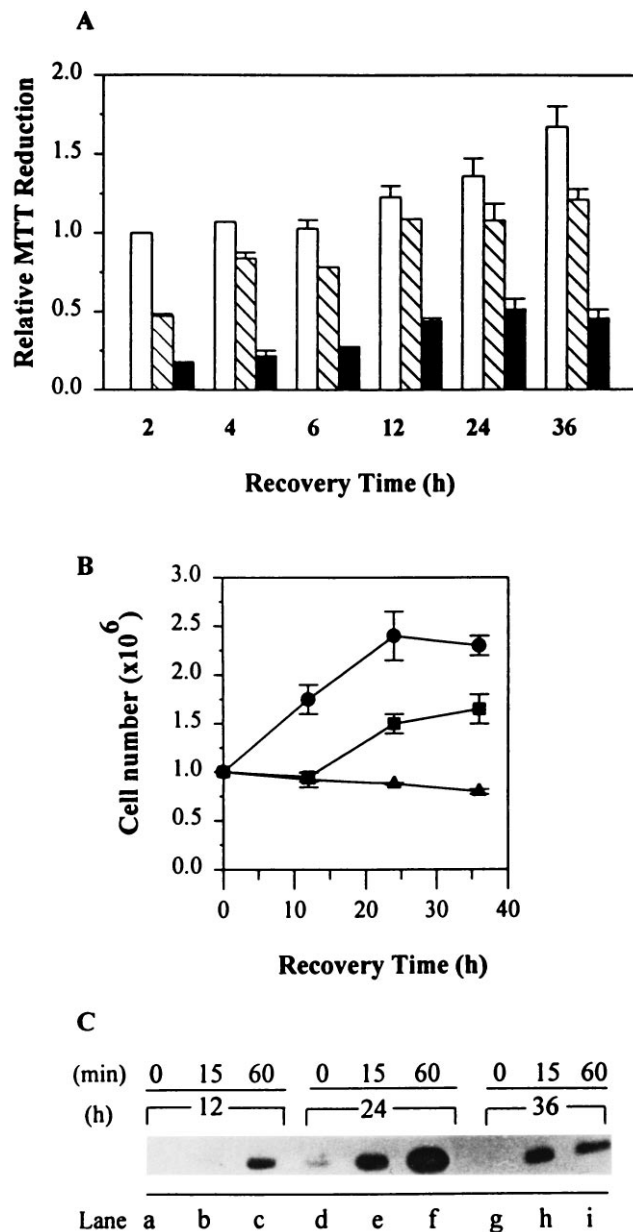 A
Relative MTT Reduction
2.0
1.5
1.0
0.5
0.0
2 4 6 12 24 36
Recovery Time (h)
B
Cell number (x10^6)
3.0
2.5
2.0
1.5
1.0
0.5
0.0
0 10 20 30 40
Recovery Time (h)
C
(min) 0 15 60 0 15 60 0 15 60
(h) 12 24 36
Lane a b c d e f g h i